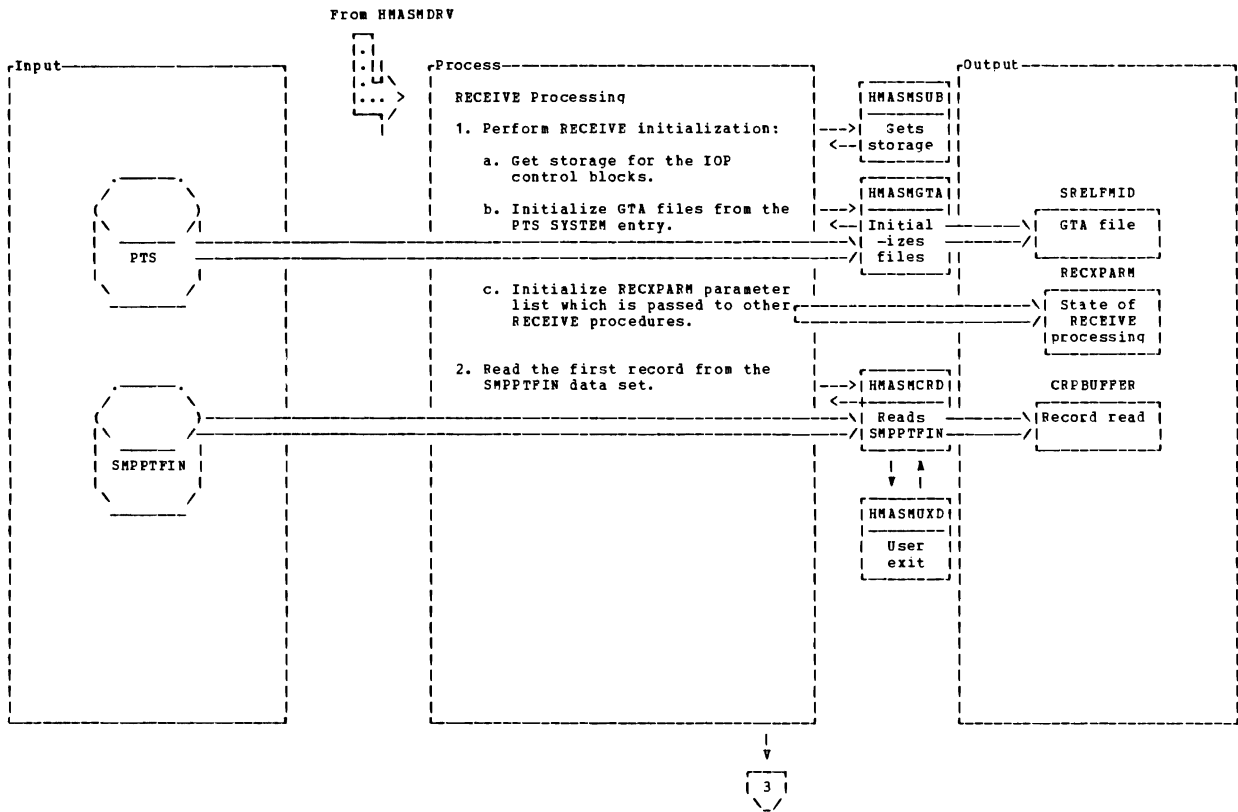 From HMASMDRV
Input
Process
Output
RECEIVE Processing
1. Perform RECEIVE initialization:
a. Get storage for the IOP
control blocks.
b. Initialize GTA files from the
PTS SYSTEM entry.
c. Initialize RECXPARM parameter
list which is passed to other
RECEIVE procedures.
2. Read the first record from the
SMPPTFIN data set.
PTS
SMPPTFIN
HMASMSUB
Gets
storage
HMASMGTA
Initial
-izes
files
HMASMCRD
Reads
SMPPTFIN
HMASMUXD
User
exit
SRELFMID
GTA file
RECXPARM
State of
RECEIVE
processing
CRPBUFFER
Record read
3